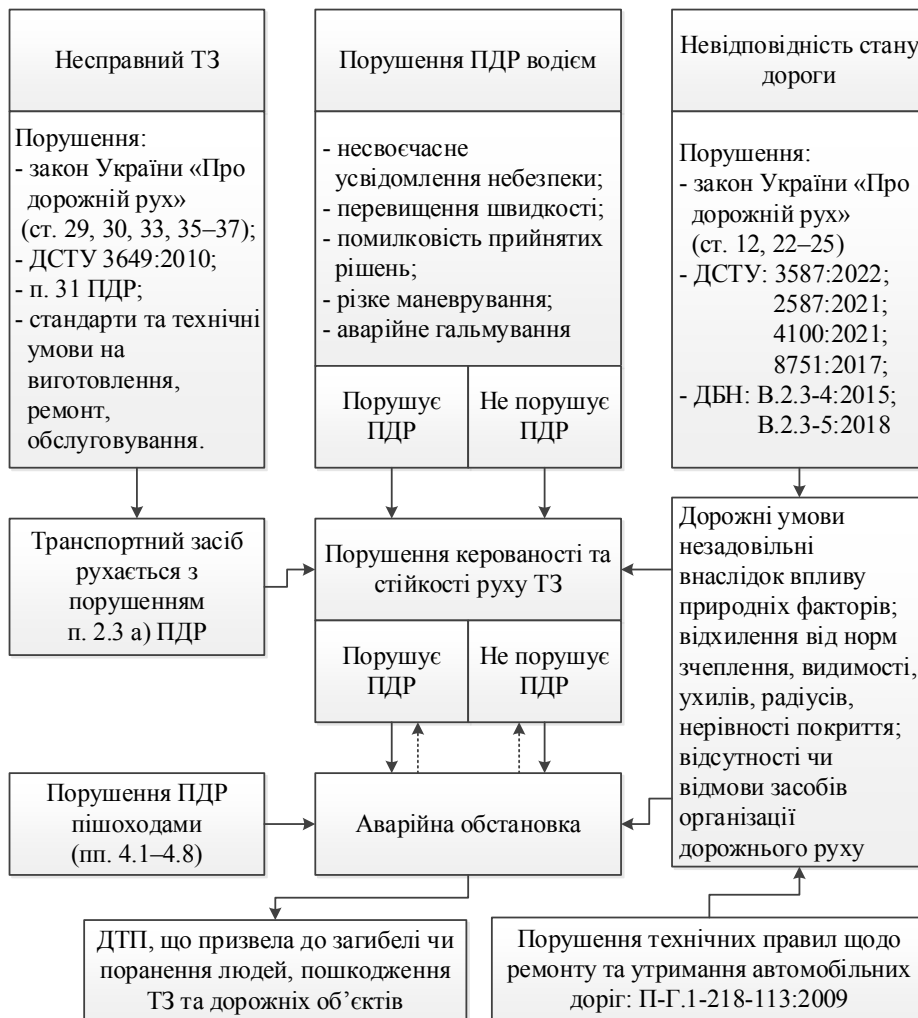 Несправний ТЗ
Порушення:
- закон України «Про
дорожній рух»
(ст. 29, 30, 33, 35–37);
- ДСТУ 3649:2010;
- п. 31 ПДР;
- стандарти та технічні
умови на
виготовлення,
ремонт,
обслуговування.
Порушення ПДР водієм
- несвоєчасне
усвідомлення небезпеки;
- перевищення швидкості;
- помилковість прийнятих
рішень;
- різке маневрування;
- аварійне гальмування
Порушує
ПДР
Не порушує
ПДР
Невідповідність стану
дороги
Порушення:
- закон України «Про
дорожній рух»
(ст. 12, 22–25)
- ДСТУ: 3587:2022;
2587:2021;
4100:2021;
8751:2017;
- ДБН: В.2.3-4:2015;
В.2.3-5:2018
Транспортний засіб
рухається з
порушенням
п. 2.3 а) ПДР
Порушення керованості та
стійкості руху ТЗ
Порушує
ПДР
Не порушує
ПДР
Дорожні умови
незадовільні
внаслідок впливу
природніх факторів;
відхилення від норм
зчеплення, видимості,
ухилів, радіусів,
нерівності покриття;
відсутності чи
відмови засобів
організації
дорожнього руху
Порушення ПДР
пішоходами
(пп. 4.1–4.8)
Аварійна обстановка
ДТП, що призвела до загибелі чи
поранення людей, пошкодження
ТЗ та дорожніх об’єктів
Порушення технічних правил щодо
ремонту та утримання автомобільних
доріг: П-Г.1-218-113:2009